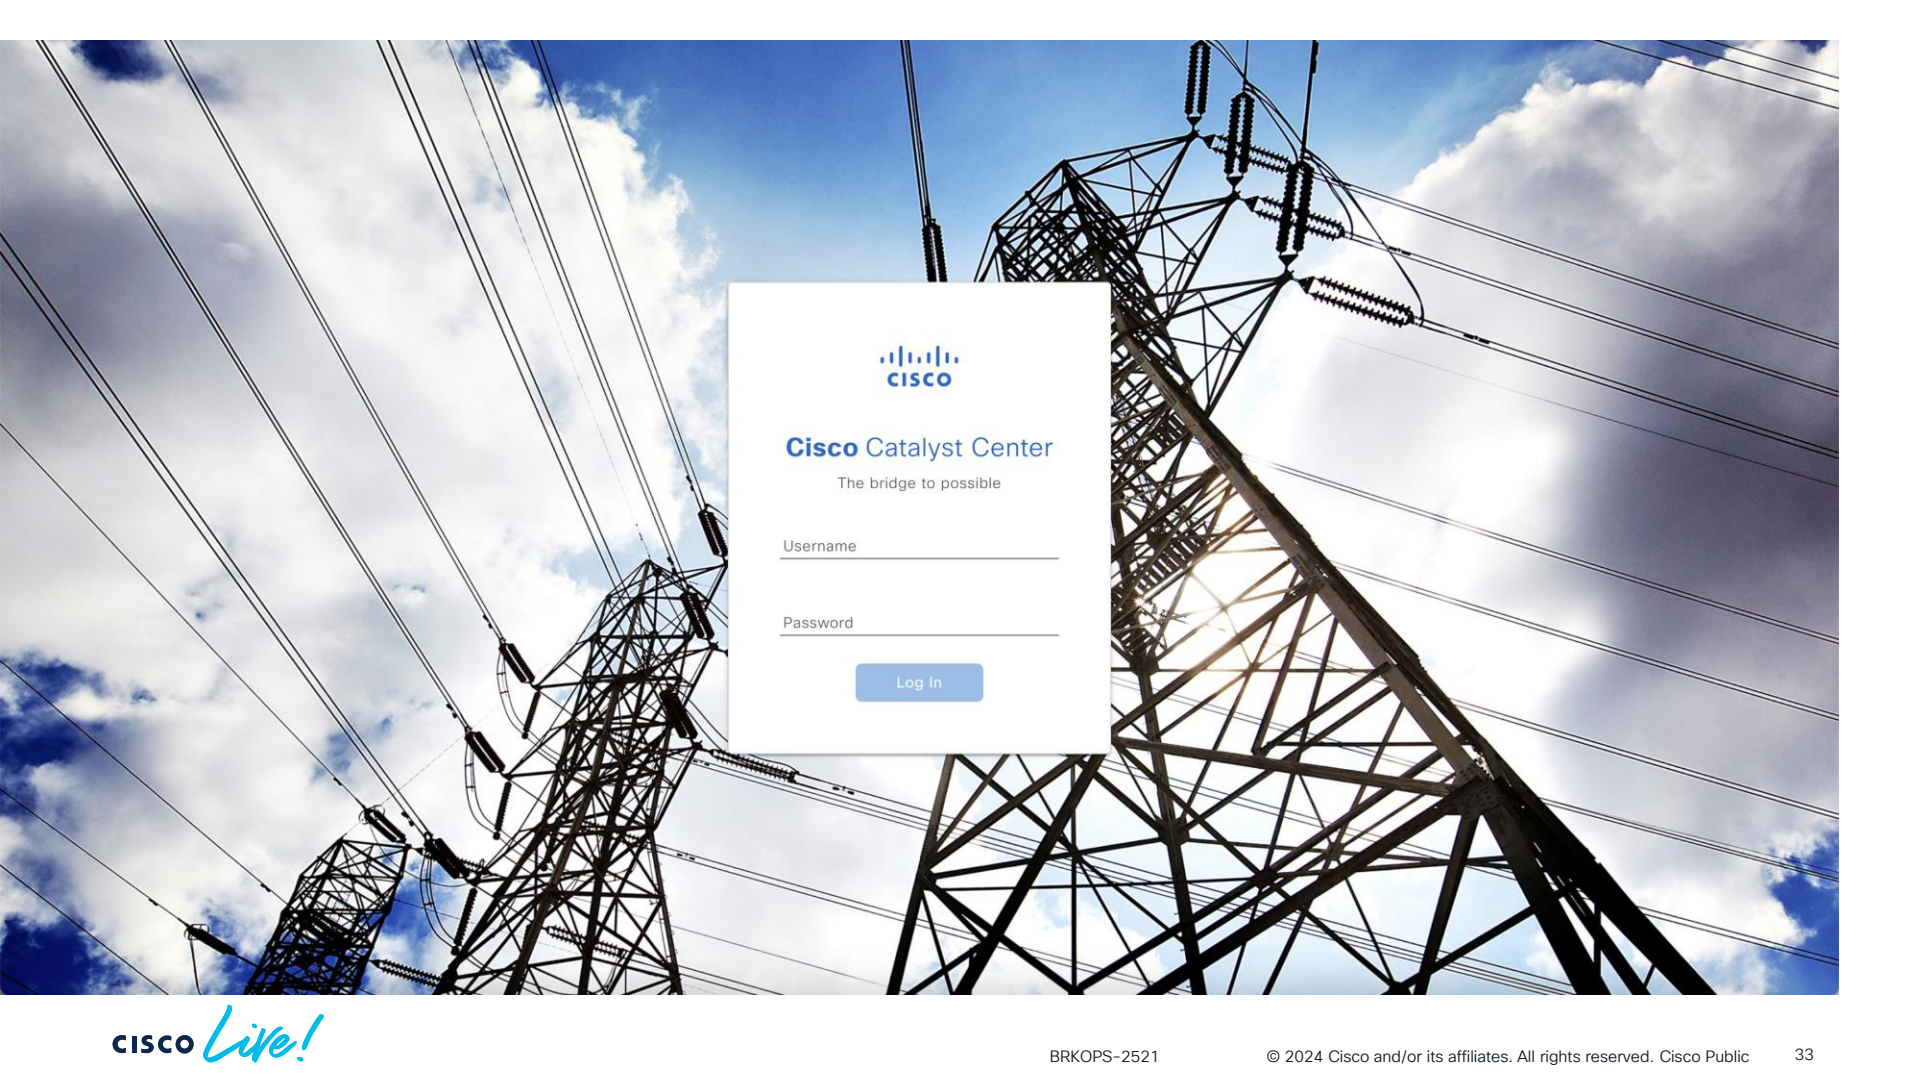 CISCO
Cisco Catalyst Center
The bridge to possible
Username
Password
Log In
CISCO Live!
BRKOPS-2521
© 2024 Cisco and/or its affiliates. All rights reserved. Cisco Public
33